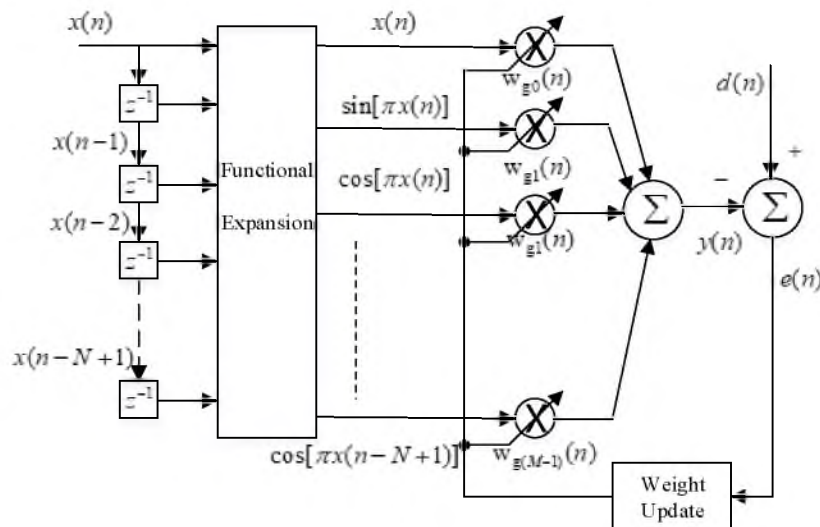 x(n)
x(n)
d(n)
w_g0(n)
z⁻¹
sin[πx(n)]
+
x(n−1)
w_g1(n)
z⁻¹
Functional
cos[πx(n)]
−
Σ
Σ
x(n−2)
Expansion
w_g1(n)
y(n)
z⁻¹
e(n)
x(n−N+1)
z⁻¹
cos[πx(n−N+1)]
w_g(M−1)(n)
Weight
Update